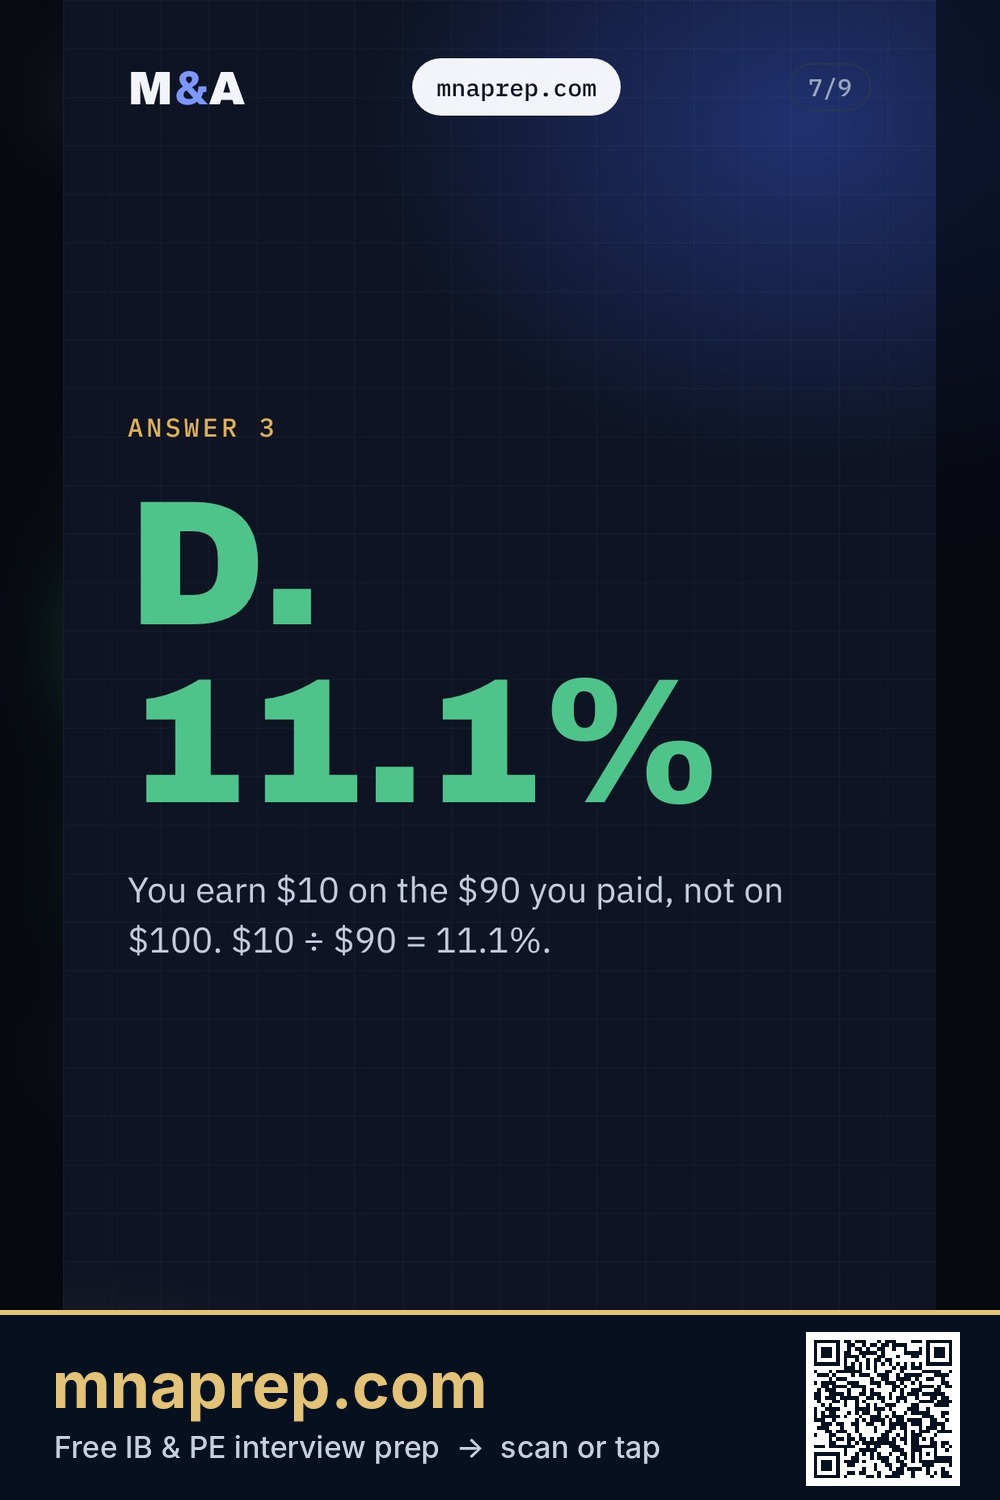 M&A
mnaprep.com
7/9
ANSWER 3
D.
11.1%
You earn $10 on the $90 you paid, not on
$100. $10 ÷ $90 = 11.1%.
mnaprep.com
Free IB & PE interview prep → scan or tap